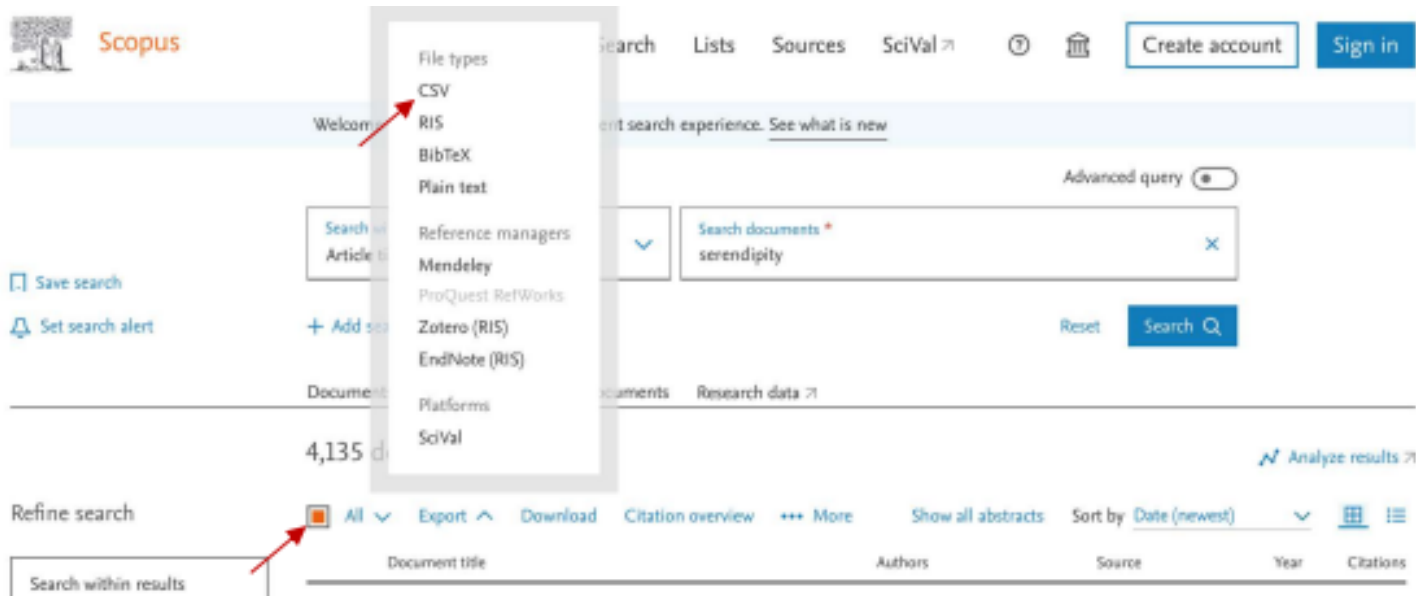 Scopus
Search Lists Sources SciVal
Create account
Sign in
File types
CSV
RIS
BibTeX
Plain text
Reference managers
Mendeley
ProQuest RefWorks
Zotero (RIS)
EndNote (RIS)
Platforms
SciVal
Welcom nt search experience. See what is new
Advanced query
Search wi
Article ti
Search documents *
serendipity
Save search
Set search alert
+ Add sea
Reset
Search
Document cuments Research data
4,135 d
Analyze results
Refine search
All Export Download Citation overview ••• More Show all abstracts Sort by Date (newest)
Document title Authors Source Year Citations
Search within results